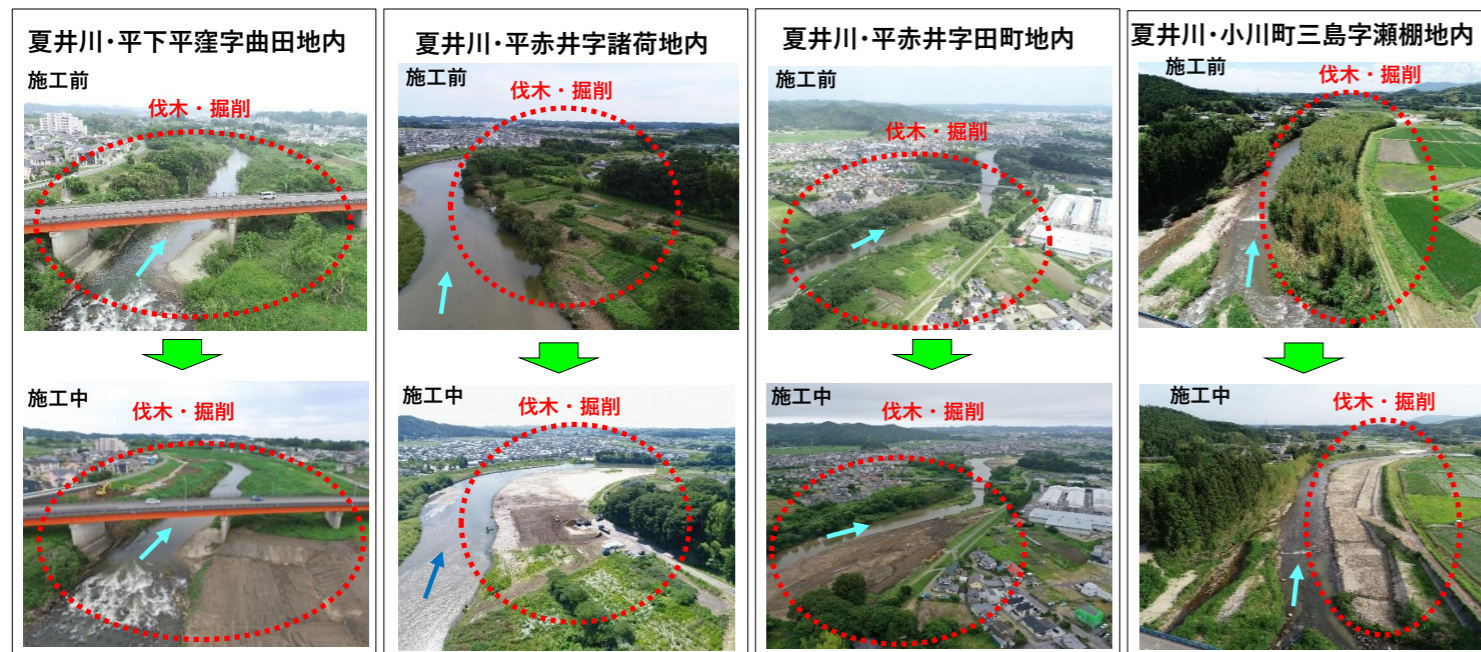 夏井川・平下平窪字曲田地内
施工前
伐木・掘削
施工中
伐木・掘削
夏井川・平赤井字諸荷地内
施工前
伐木・掘削
施工中
伐木・掘削
夏井川・平赤井字田町地内
施工前
伐木・掘削
施工中
伐木・掘削
夏井川・小川町三島字瀬棚地内
施工前
伐木・掘削
施工中
伐木・掘削